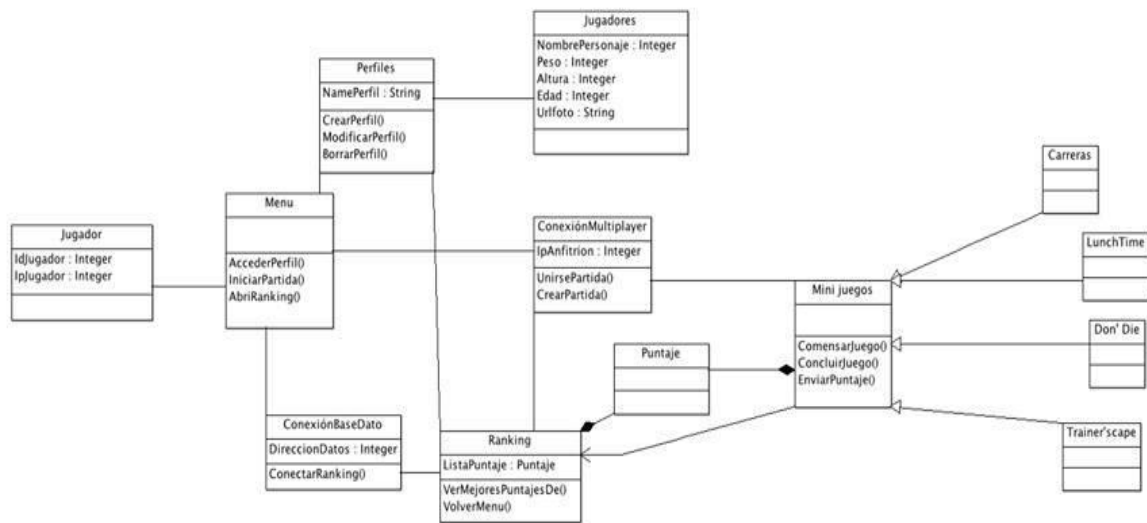 Jugadores
NombrePersonaje : Integer
Peso : Integer
Altura : Integer
Edad : Integer
Urlfoto : String
Perfiles
NamePerfil : String
CrearPerfil()
ModificarPerfil()
BorrarPerfil()
Carreras
Menu
AccederPerfil()
IniciarPartida()
AbriRanking()
Jugador
IdJugador : Integer
IpJugador : Integer
ConexiónMultiplayer
IpAnfitrion : Integer
UnirsePartida()
CrearPartida()
LunchTime
Mini juegos
ComensarJuego()
ConcluirJuego()
EnviarPuntaje()
Don' Die
Puntaje
ConexiónBaseDato
DireccionDatos : Integer
ConectarRanking()
Ranking
ListaPuntaje : Puntaje
VerMejoresPuntajesDe()
VolverMenu()
Trainer'scape